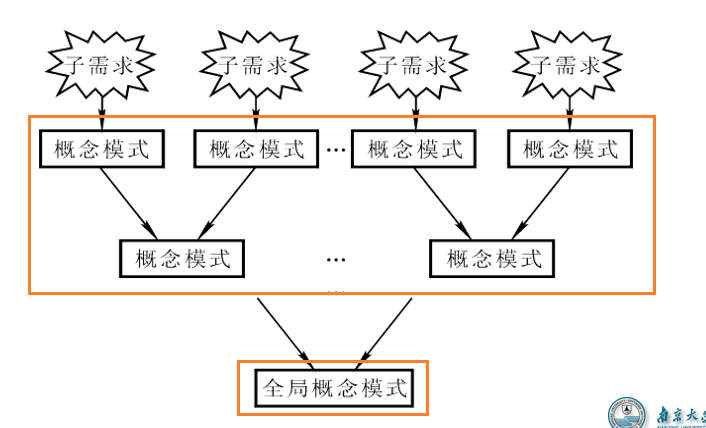 子需求 子需求 子需求 子需求
概念模式 概念模式 … 概念模式 概念模式
概念模式 … 概念模式
…
全局概念模式
南京大学